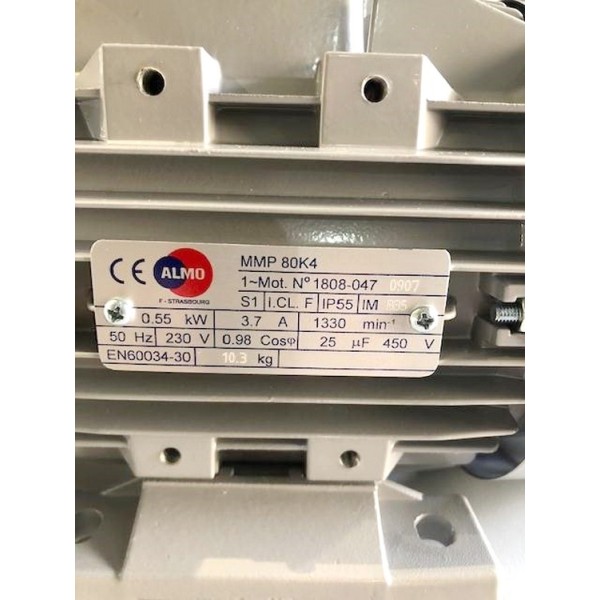 CE ALMO
F - STRASBOURG
MMP 80K4
1~Mot. N° 1808-047 0907
S1 I.CL. F IP55 IM B35
0.55 kW 3.7 A 1330 min⁻¹
50 Hz 230 V 0.98 Cosφ 25 µF 450 V
EN60034-30 10.3 kg